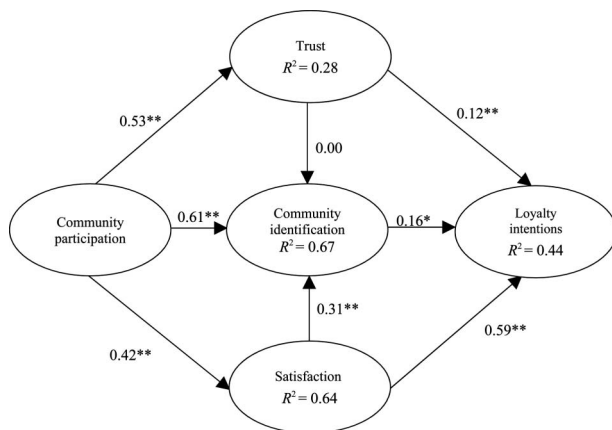 Trust
R² = 0.28
0.53**
0.12**
0.00
Community
participation
0.61**
Community
identification
R² = 0.67
0.16*
Loyalty
intentions
R² = 0.44
0.31**
0.42**
0.59**
Satisfaction
R² = 0.64